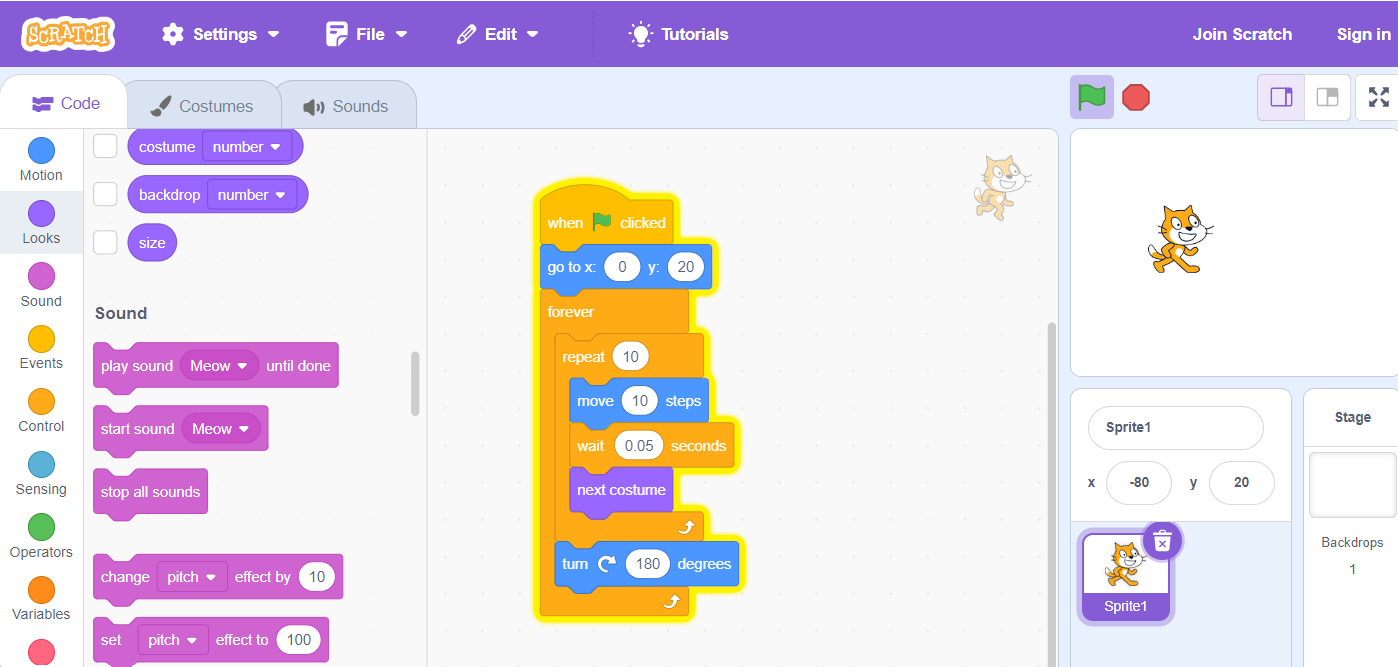 SCRATCH Settings File Edit Tutorials Join Scratch Sign in
Code Costumes Sounds
Motion
Looks
Sound
Events
Control
Sensing
Operators
Variables
costume number
backdrop number
size
Sound
play sound Meow until done
start sound Meow
stop all sounds
change pitch effect by 10
set pitch effect to 100
when clicked
go to x: 0 y: 20
forever
repeat 10
move 10 steps
wait 0.05 seconds
next costume
turn 180 degrees
Sprite1
x -80 y 20
Sprite1
Stage
Backdrops
1